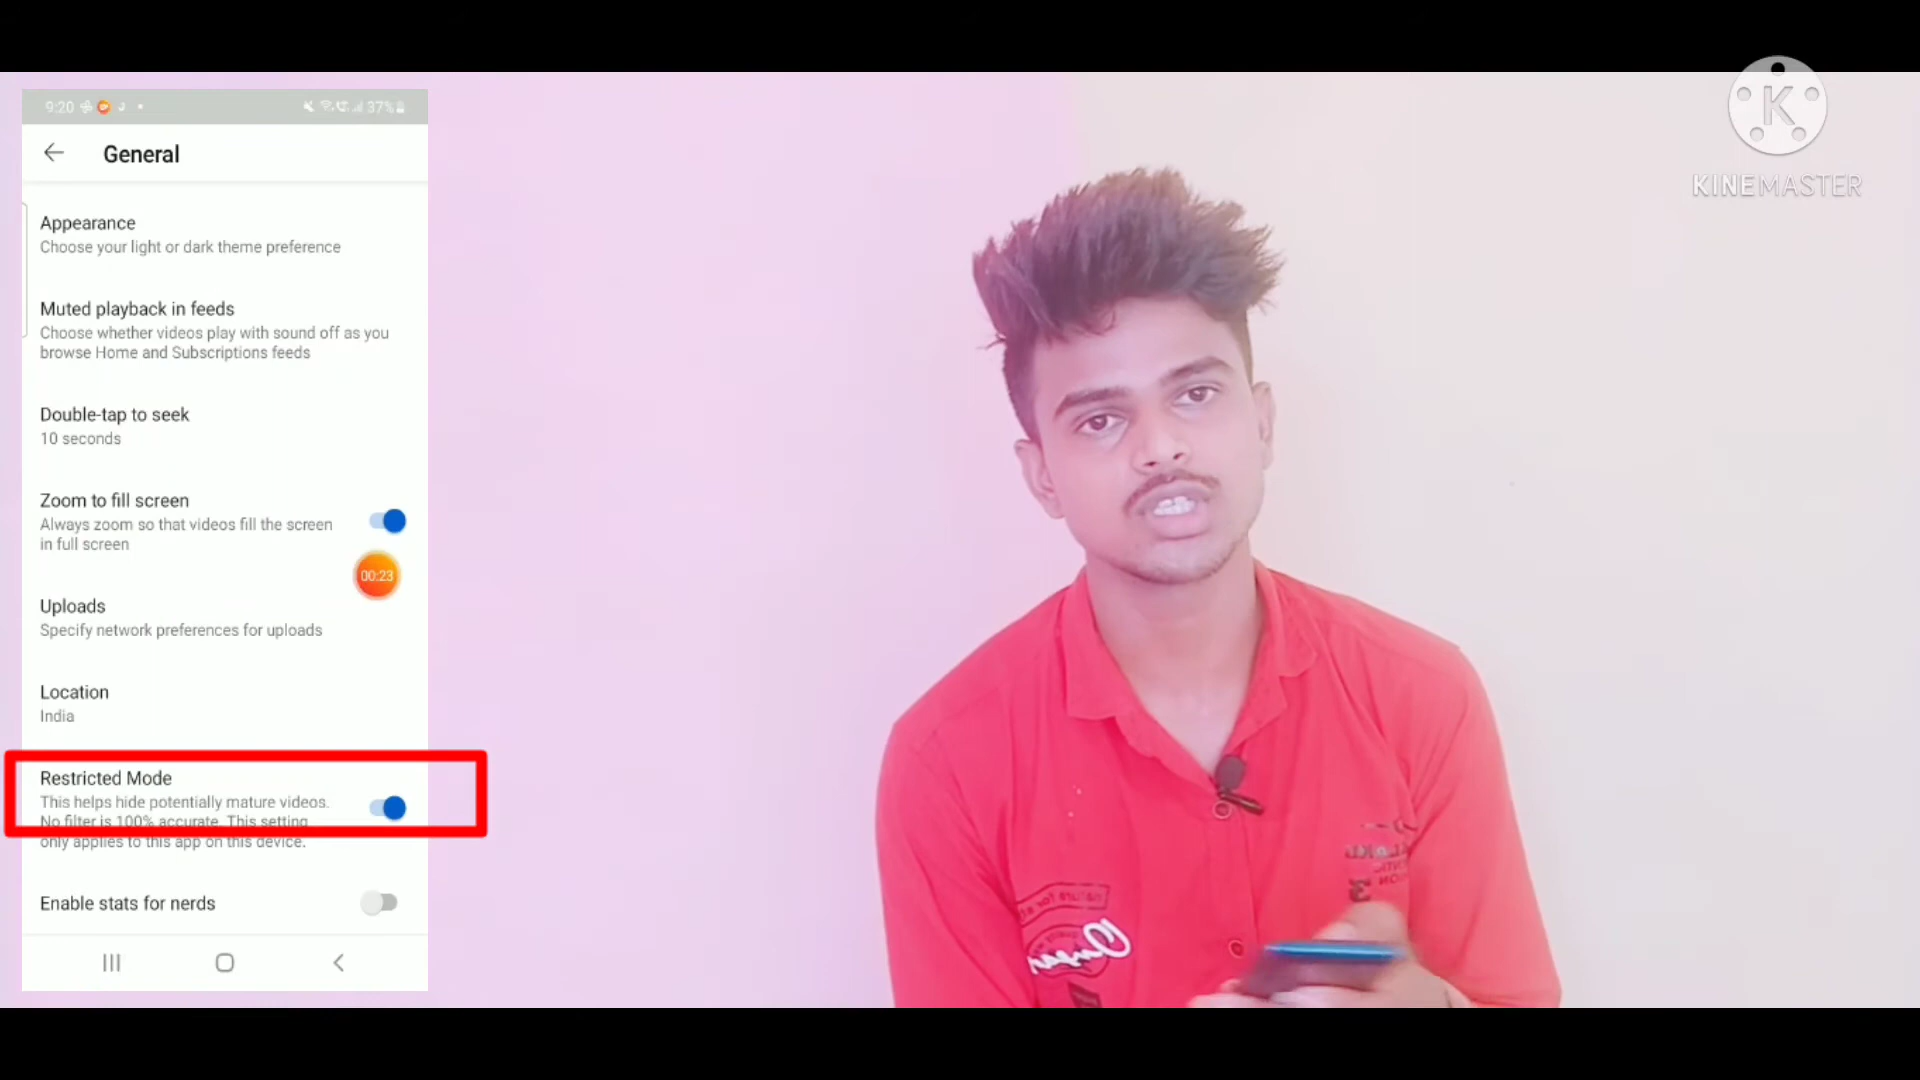 9:20
37%
General
Appearance
Choose your light or dark theme preference
Muted playback in feeds
Choose whether videos play with sound off as you
browse Home and Subscriptions feeds
Double-tap to seek
10 seconds
Zoom to fill screen
Always zoom so that videos fill the screen
in full screen
00:23
Uploads
Specify network preferences for uploads
Location
India
Restricted Mode
This helps hide potentially mature videos.
No filter is 100% accurate. This setting
only applies to this app on this device.
Enable stats for nerds
K
KINEMASTER